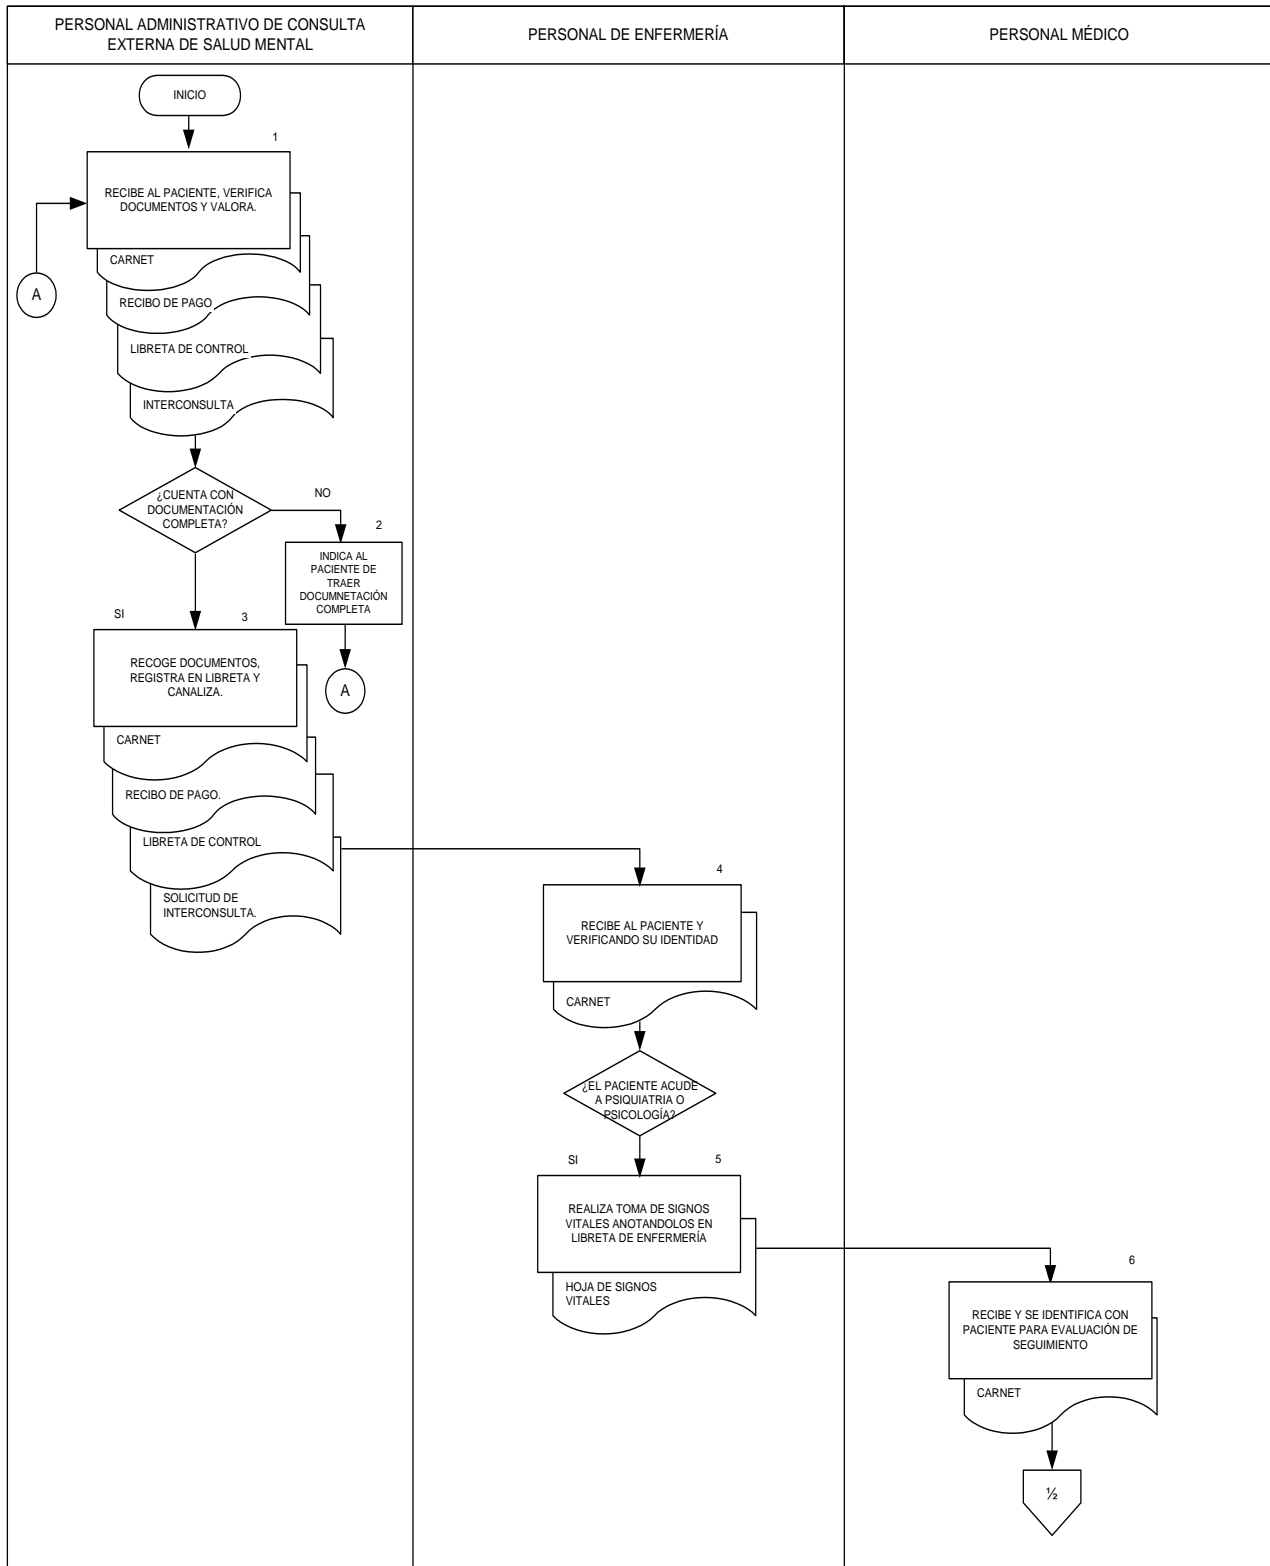 PERSONAL ADMINISTRATIVO DE CONSULTA
EXTERNA DE SALUD MENTAL
PERSONAL DE ENFERMERÍA
PERSONAL MÉDICO
INICIO
1
RECIBE AL PACIENTE, VERIFICA
DOCUMENTOS Y VALORA.
CARNET
A
RECIBO DE PAGO
LIBRETA DE CONTROL
INTERCONSULTA
¿CUENTA CON
DOCUMENTACIÓN
COMPLETA?
NO
2
INDICA AL
PACIENTE DE
TRAER
DOCUMNETACIÓN
COMPLETA
SI
3
RECOGE DOCUMENTOS,
REGISTRA EN LIBRETA Y
CANALIZA.
A
CARNET
RECIBO DE PAGO.
LIBRETA DE CONTROL
SOLICITUD DE
INTERCONSULTA.
4
RECIBE AL PACIENTE Y
VERIFICANDO SU IDENTIDAD
CARNET
¿EL PACIENTE ACUDE
A PSIQUIATRIA O
PSICOLOGÍA?
SI
5
REALIZA TOMA DE SIGNOS
VITALES ANOTANDOLOS EN
LIBRETA DE ENFERMERÍA
HOJA DE SIGNOS
VITALES
6
RECIBE Y SE IDENTIFICA CON
PACIENTE PARA EVALUACIÓN DE
SEGUIMIENTO
CARNET
½